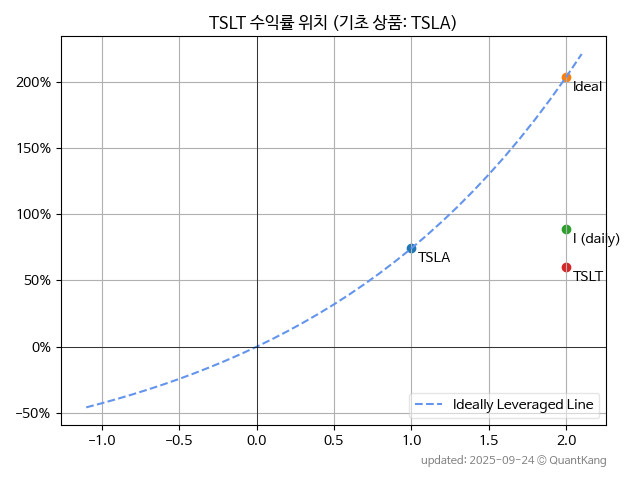 TSLT 수익률 위치 (기초 상품: TSLA)
200%
150%
100%
50%
0%
−50%
Ideal
I (daily)
TSLA
TSLT
Ideally Leveraged Line
−1.0 −0.5 0.0 0.5 1.0 1.5 2.0
updated: 2025-09-24 © QuantKang